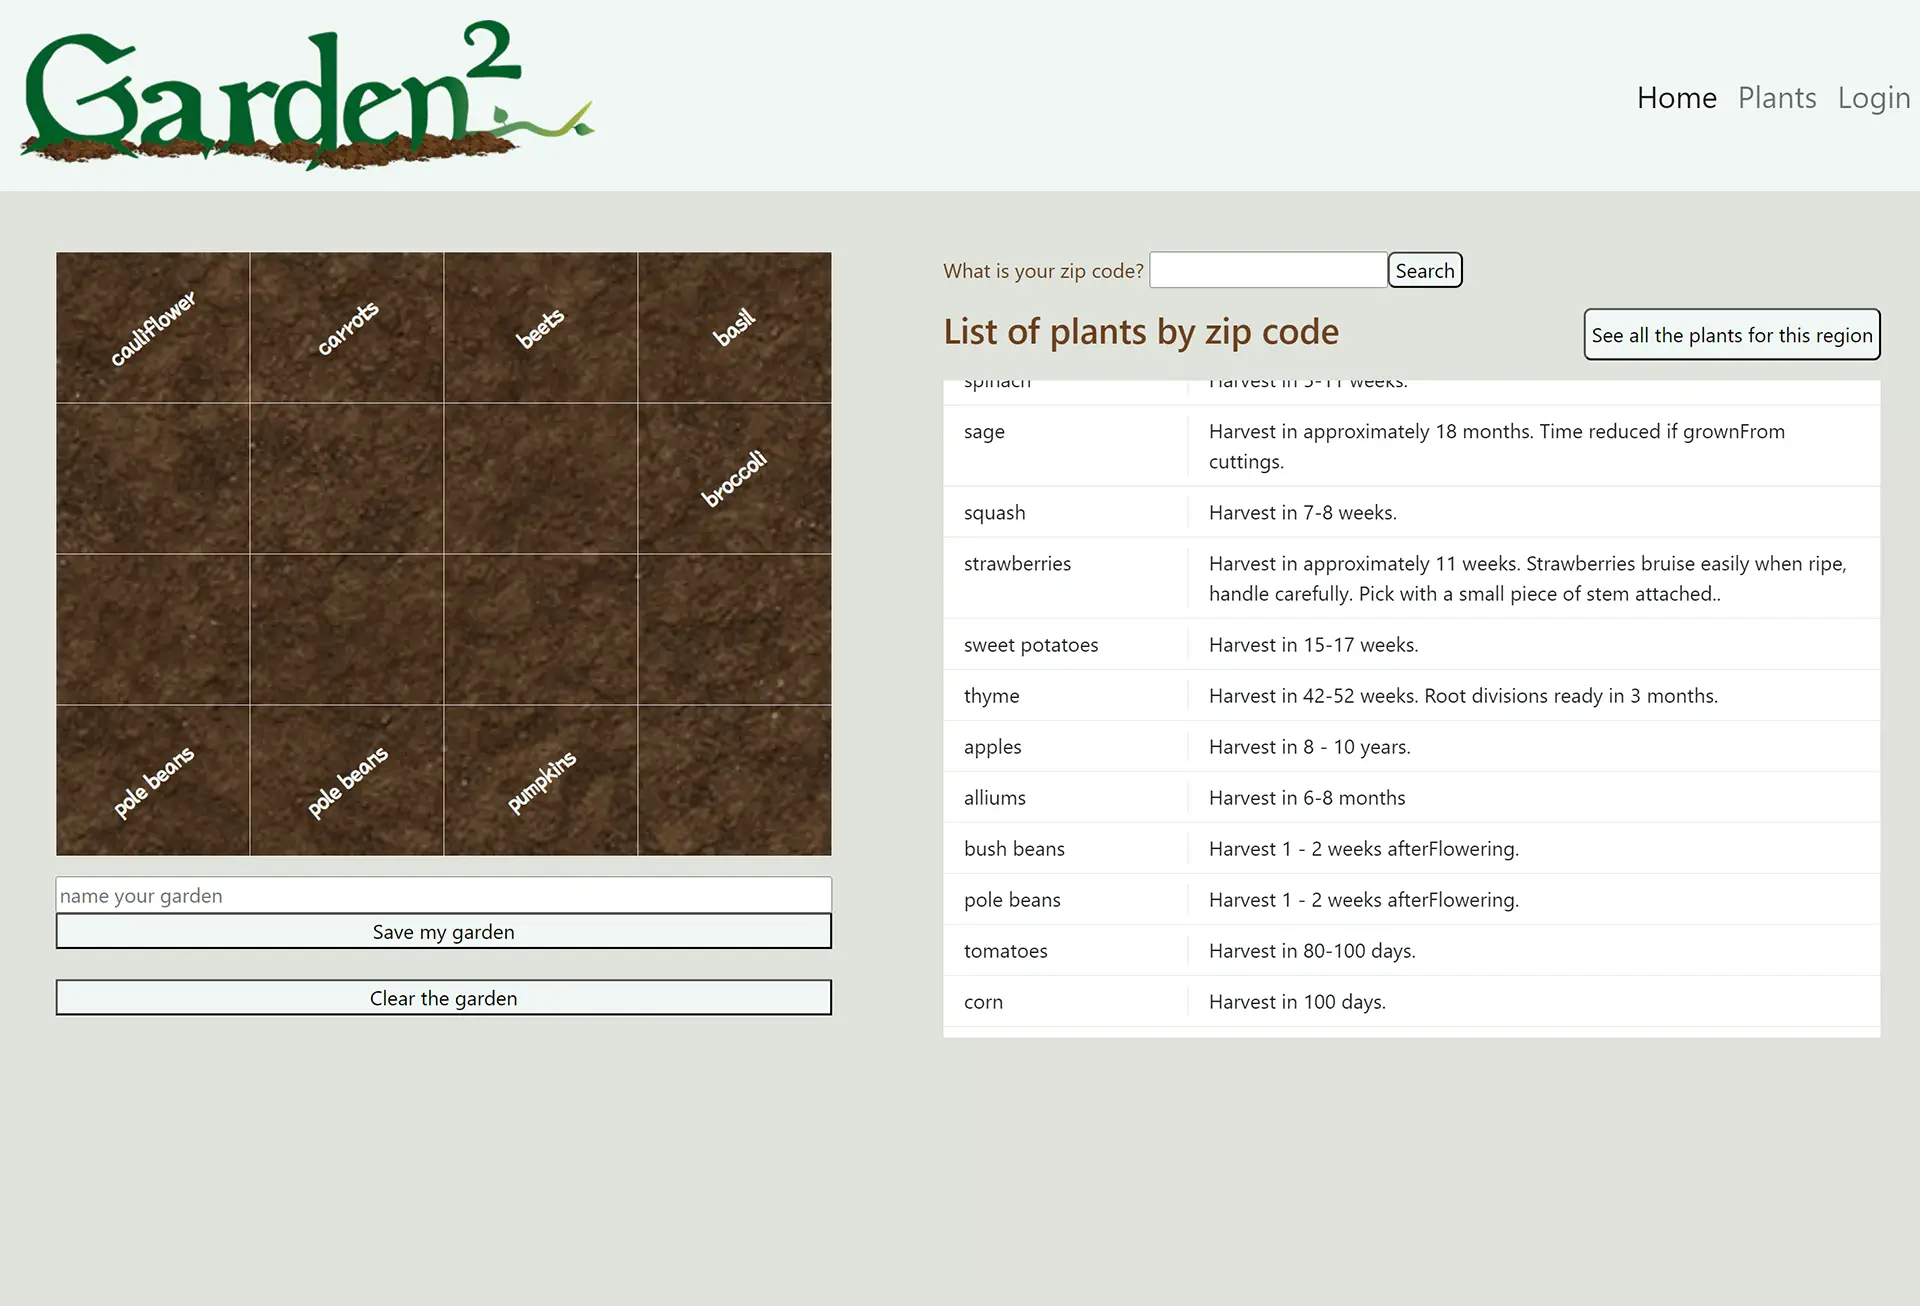 Garden²
Home Plants Login
cauliflower carrots beets basil
broccoli
pole beans pole beans pumpkins
name your garden
Save my garden
Clear the garden
What is your zip code? Search
List of plants by zip code
See all the plants for this region
spinach Harvest in 5-11 weeks.
sage Harvest in approximately 18 months. Time reduced if grownFrom
cuttings.
squash Harvest in 7-8 weeks.
strawberries Harvest in approximately 11 weeks. Strawberries bruise easily when ripe,
handle carefully. Pick with a small piece of stem attached..
sweet potatoes Harvest in 15-17 weeks.
thyme Harvest in 42-52 weeks. Root divisions ready in 3 months.
apples Harvest in 8 - 10 years.
alliums Harvest in 6-8 months
bush beans Harvest 1 - 2 weeks afterFlowering.
pole beans Harvest 1 - 2 weeks afterFlowering.
tomatoes Harvest in 80-100 days.
corn Harvest in 100 days.